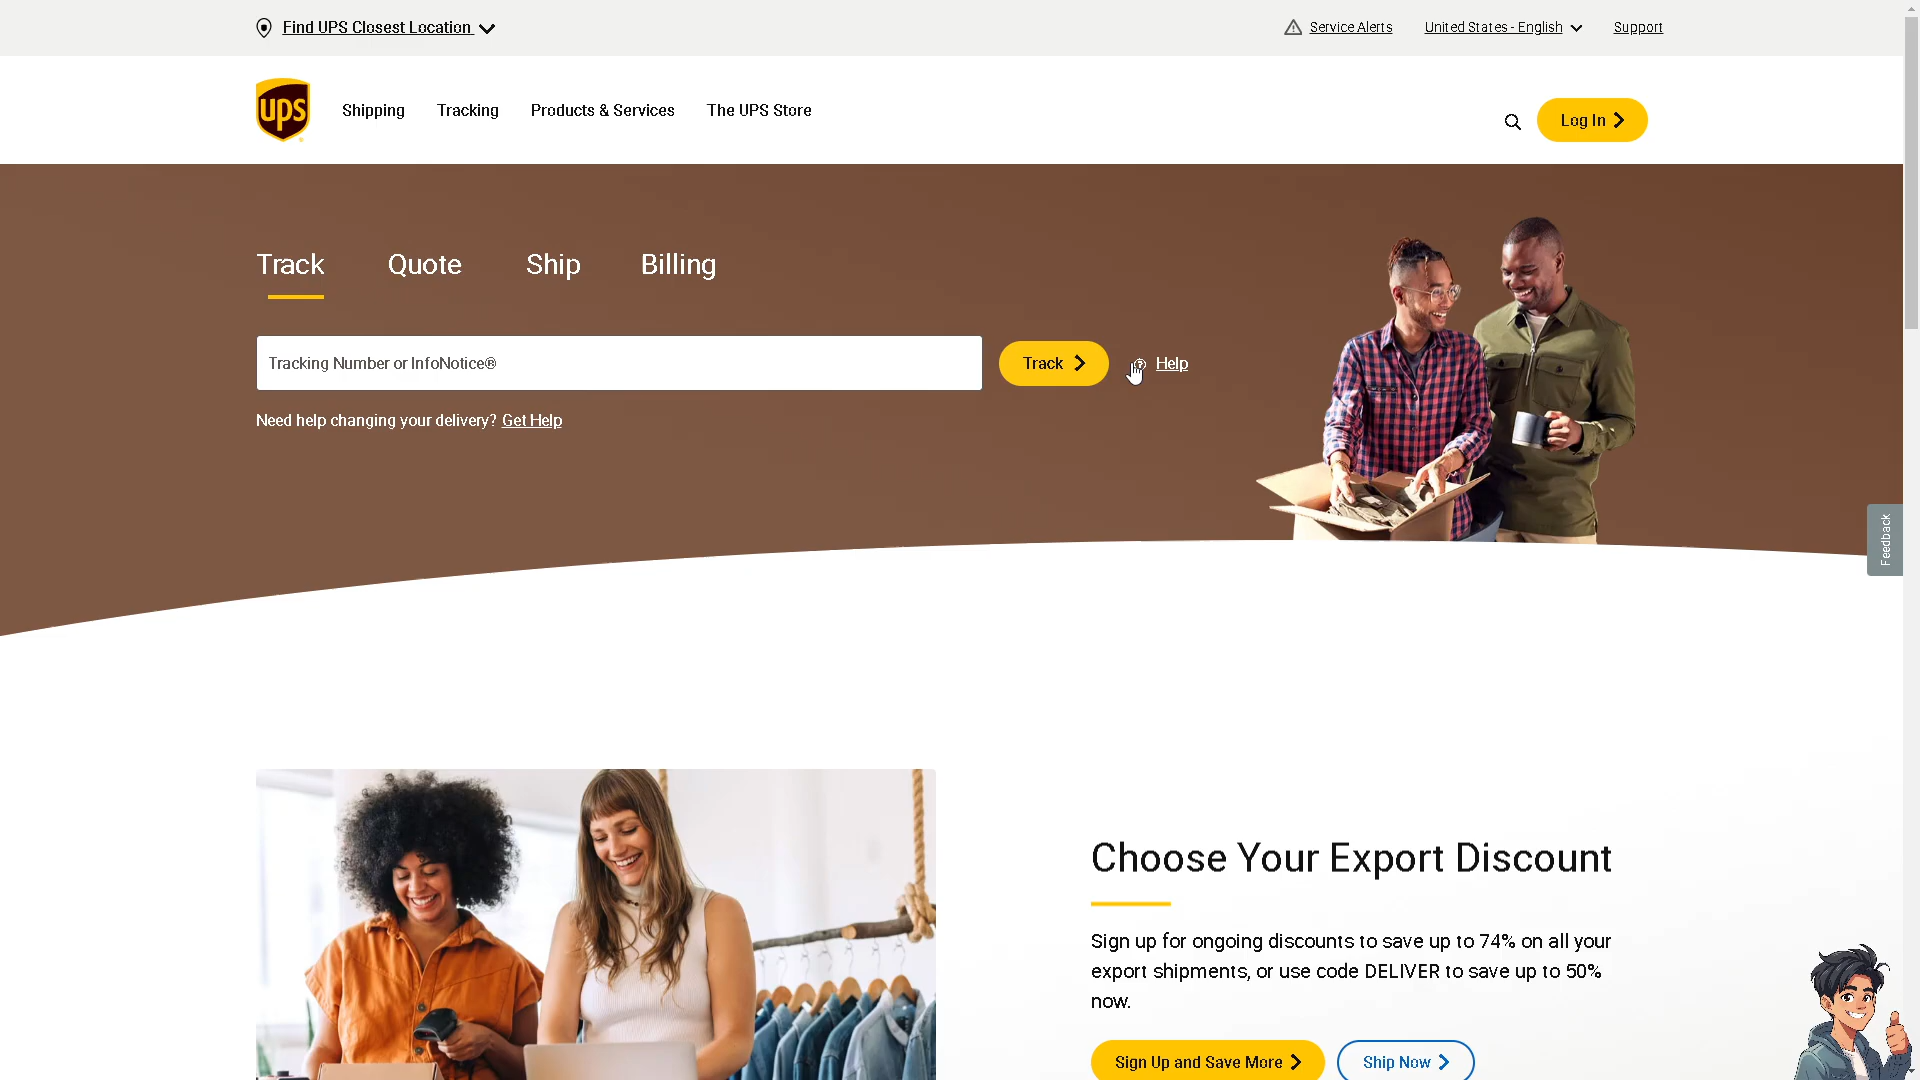 Find UPS Closest Location
Service Alerts
United States - English
Support
ups
Shipping
Tracking
Products & Services
The UPS Store
Log In
Track
Quote
Ship
Billing
Tracking Number or InfoNotice®
Track
Help
Need help changing your delivery? Get Help
Feedback
Choose Your Export Discount
Sign up for ongoing discounts to save up to 74% on all your
export shipments, or use code DELIVER to save up to 50%
now.
Sign Up and Save More
Ship Now